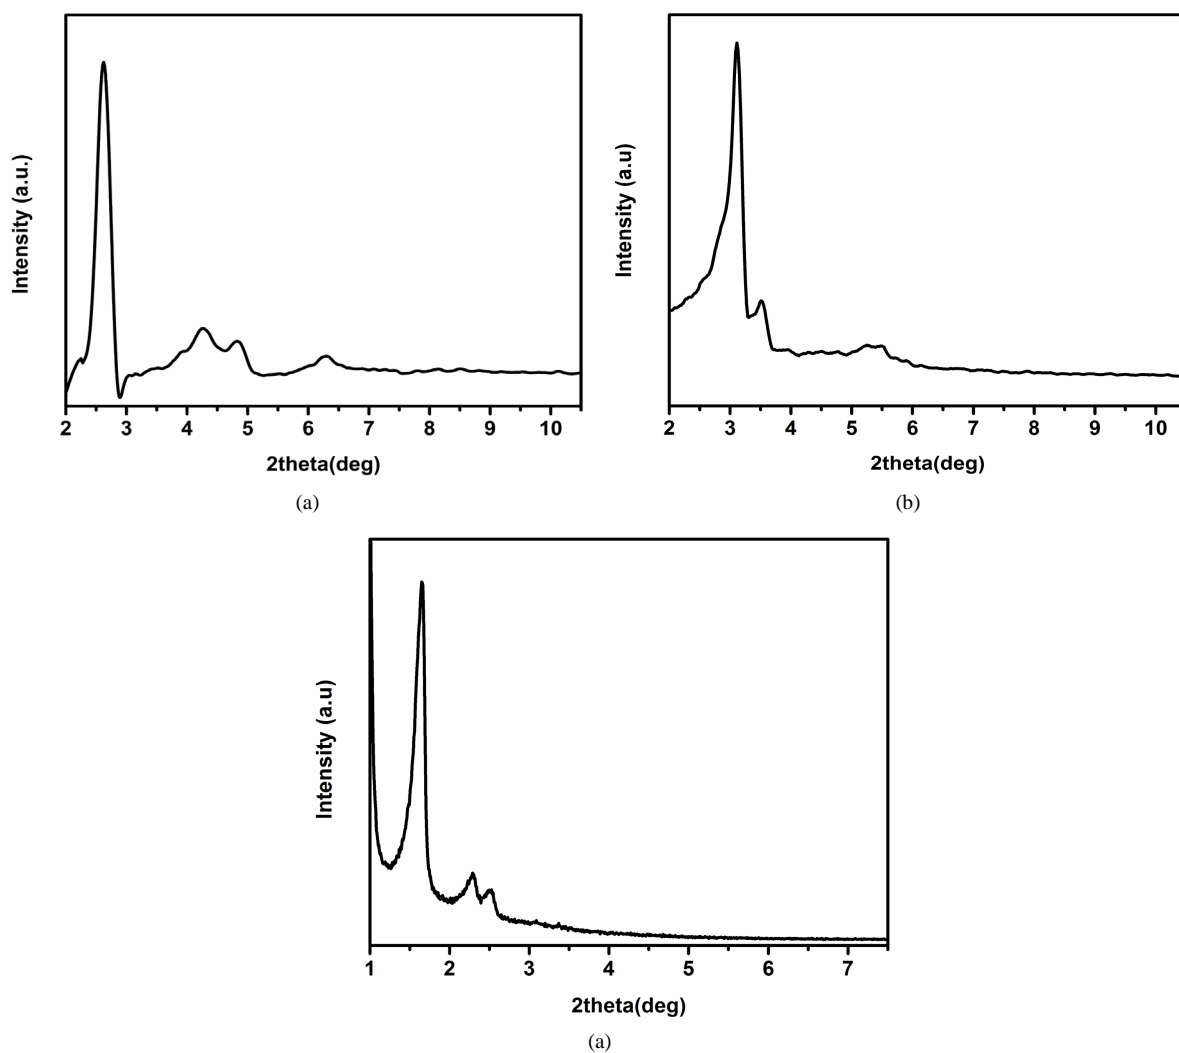 Intensity (a.u.)
2 3 4 5 6 7 8 9 10
2theta(deg)
(a)
Intensity (a.u)
2 3 4 5 6 7 8 9 10
2theta(deg)
(b)
Intensity (a.u)
1 2 3 4 5 6 7
2theta(deg)
(a)